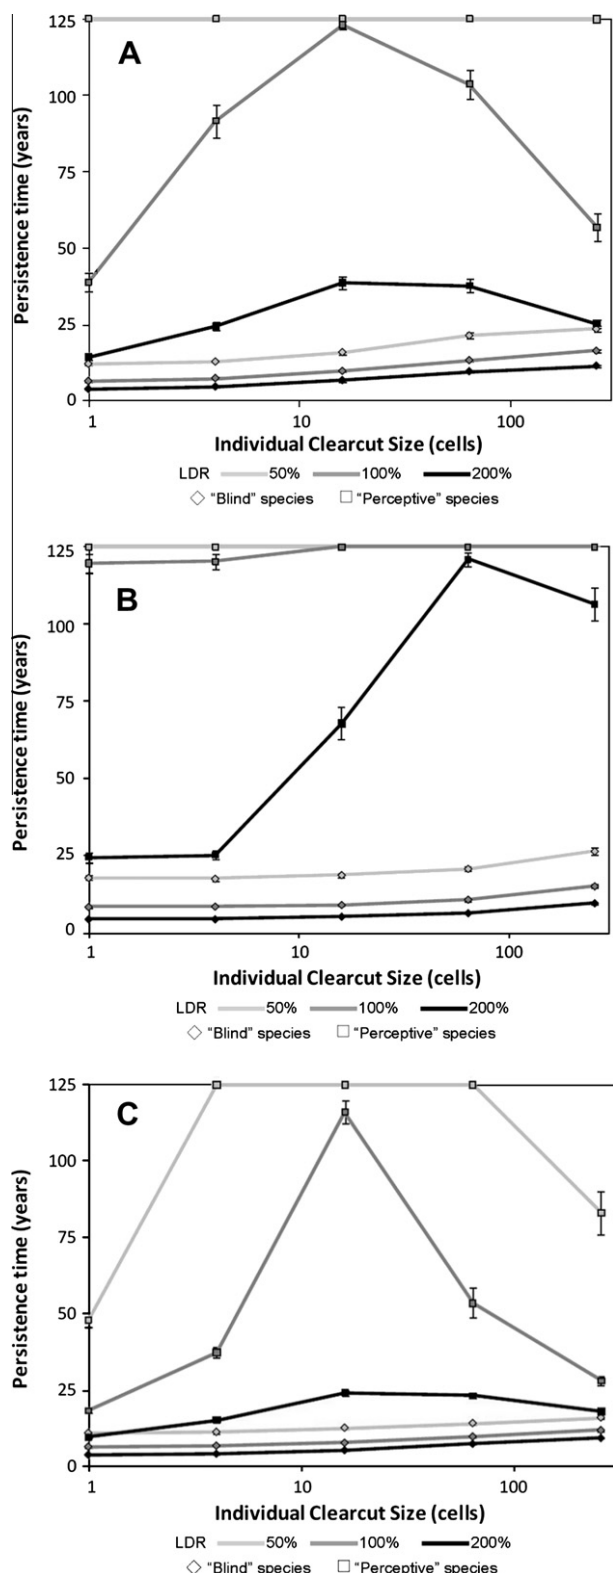 A
Persistence time (years)
125
100
75
50
25
0
1 10 100
Individual Clearcut Size (cells)
LDR 50% 100% 200%
"Blind" species "Perceptive" species
B
Persistence time (years)
125
100
75
50
25
0
1 10 100
Individual Clearcut Size (cells)
LDR 50% 100% 200%
"Blind" species "Perceptive" species
C
Persistence time (years)
125
100
75
50
25
0
1 10 100
Individual Clearcut Size (cells)
LDR 50% 100% 200%
"Blind" species "Perceptive" species